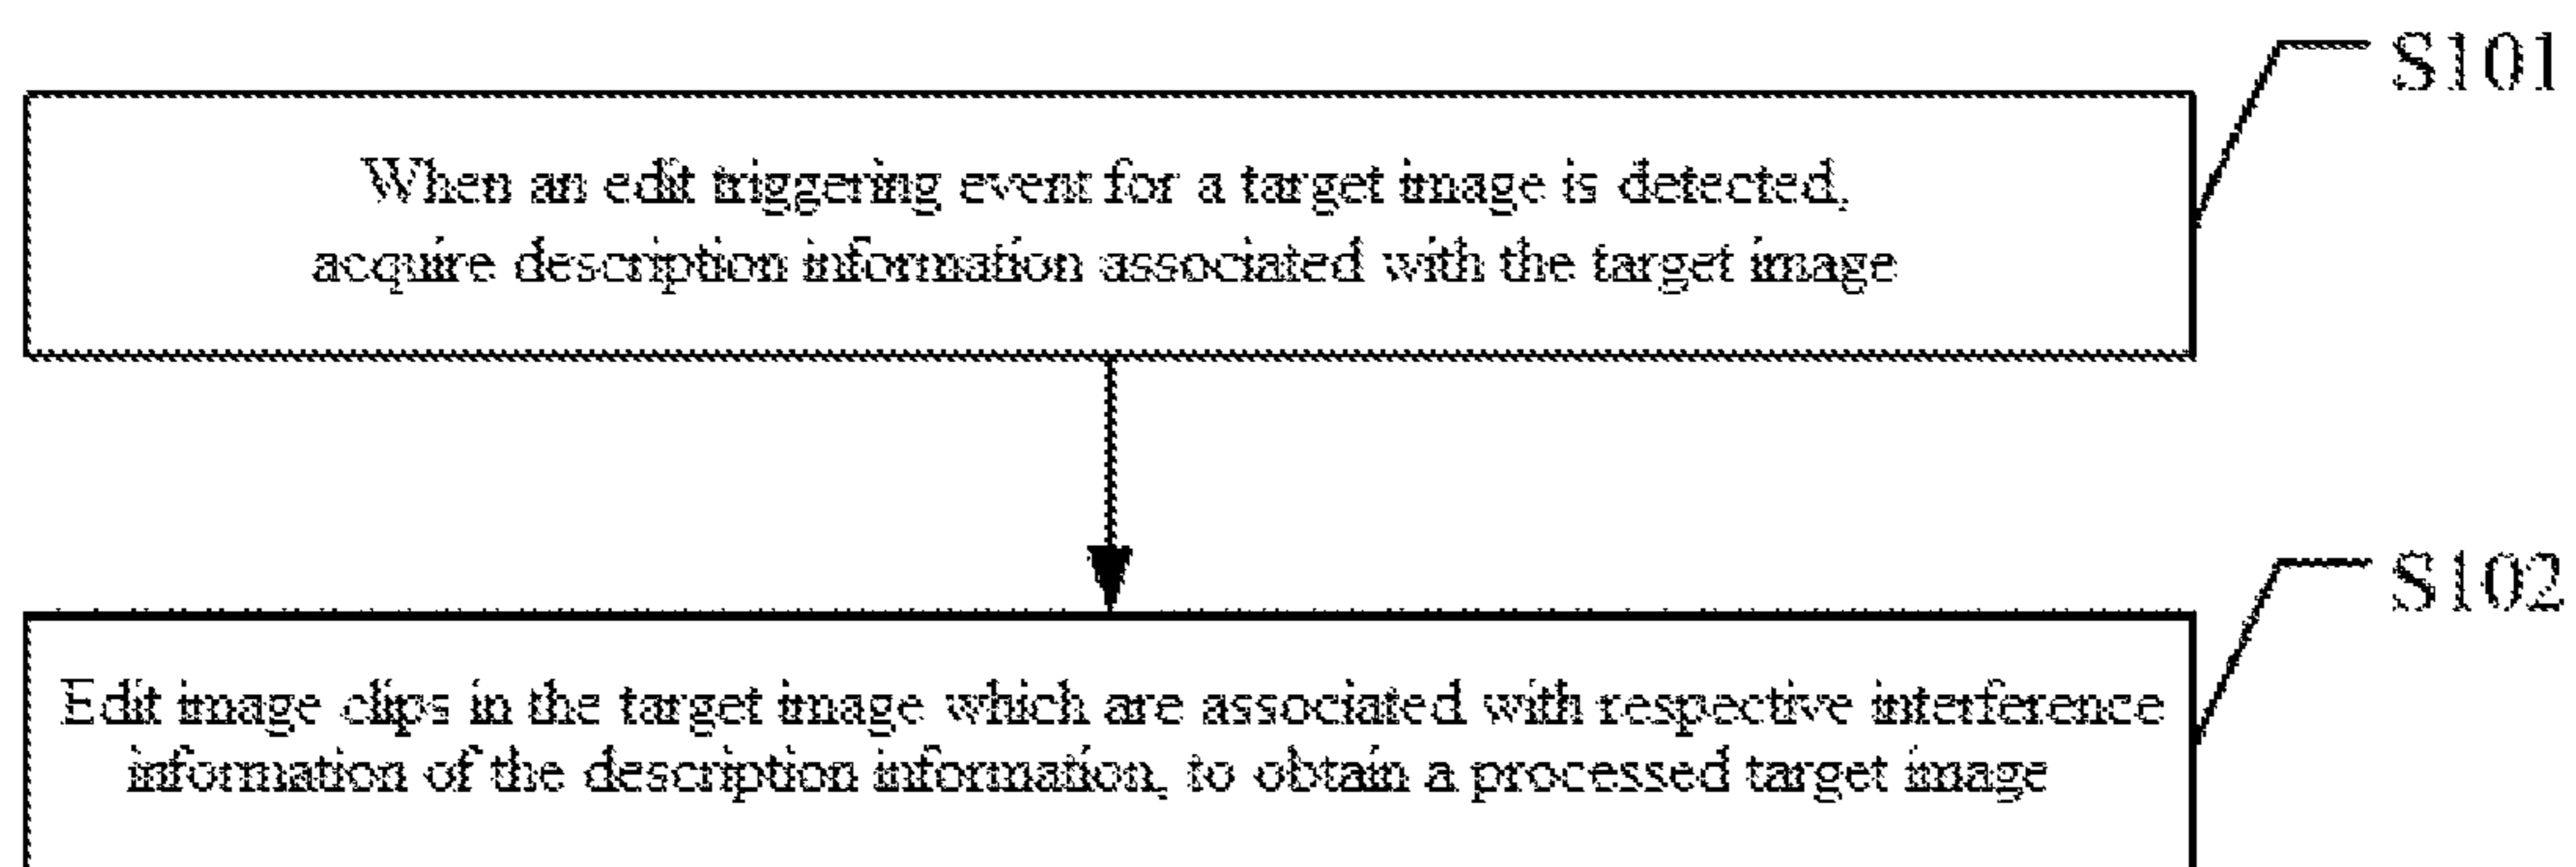 S101
When an edit triggering event for a target image is detected,
acquire description information associated with the target image
S102
Edit image clips in the target image which are associated with respective interference
information of the description information, to obtain a processed target image